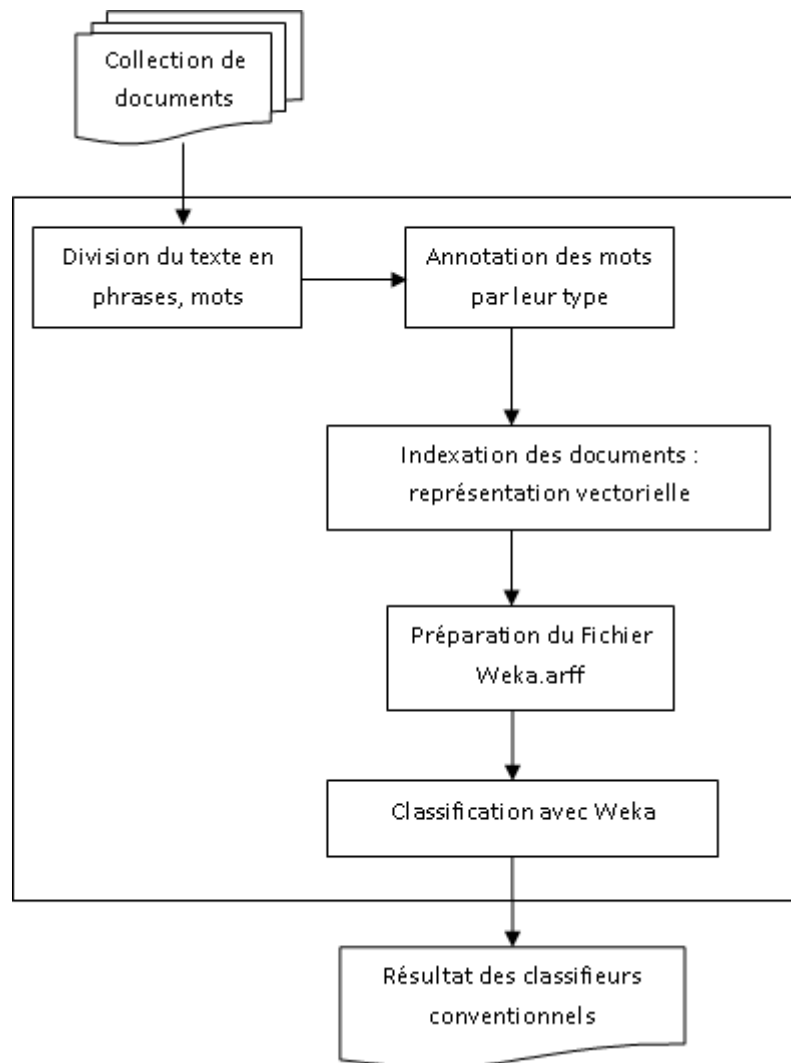 Collection de
documents
Division du texte en
phrases, mots
Annotation des mots
par leur type
Indexation des documents :
représentation vectorielle
Préparation du Fichier
Weka.arff
Classification avec Weka
Résultat des classifieurs
conventionnels